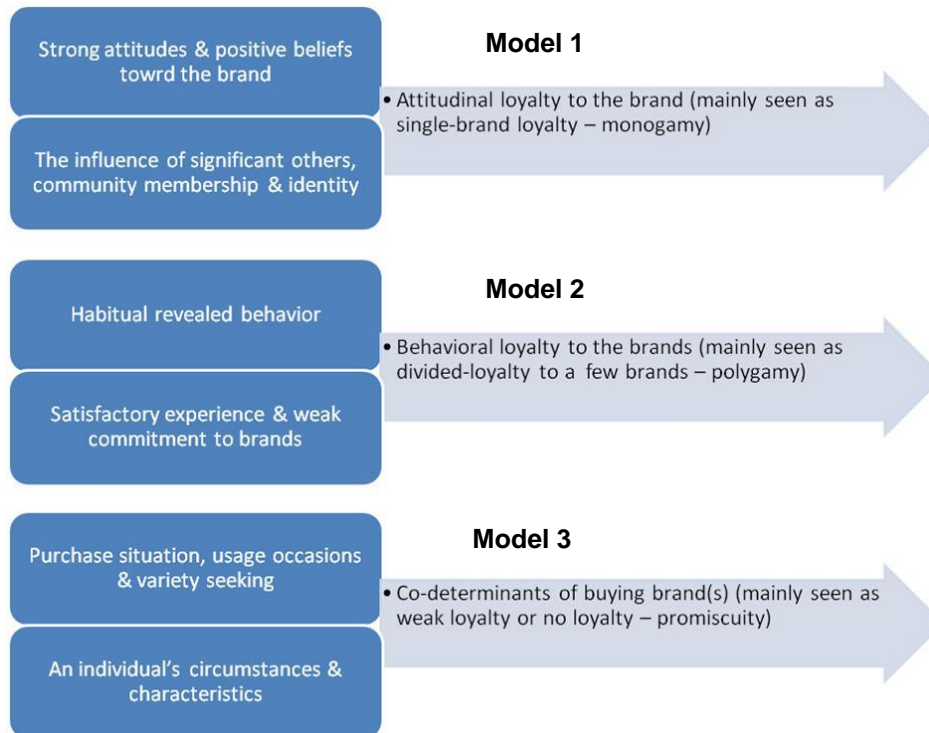 Model 1
Strong attitudes & positive beliefs
towrd the brand
The influence of significant others,
community membership & identity
• Attitudinal loyalty to the brand (mainly seen as
single-brand loyalty – monogamy)
Model 2
Habitual revealed behavior
Satisfactory experience & weak
commitment to brands
• Behavioral loyalty to the brands (mainly seen as
divided-loyalty to a few brands – polygamy)
Model 3
Purchase situation, usage occasions
& variety seeking
An individual's circumstances &
characteristics
• Co-determinants of buying brand(s) (mainly seen as
weak loyalty or no loyalty – promiscuity)